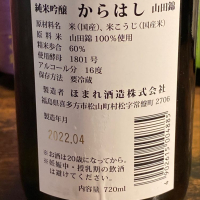 純米吟醸 からはし 山田錦
原材料名 米(国産)、米こうじ(国産米)
原料米 山田錦100%使用
精米歩合 60%
使用酵母 1801号
アルコール分 16度
保存方法 要冷蔵
製造者 ほまれ酒造株式会社
福島県喜多方市松山町村松字常盤町2706
製造年月
2022.04
●お酒は20歳になってから。
●妊娠中・授乳期の飲酒は
内容量 720ml